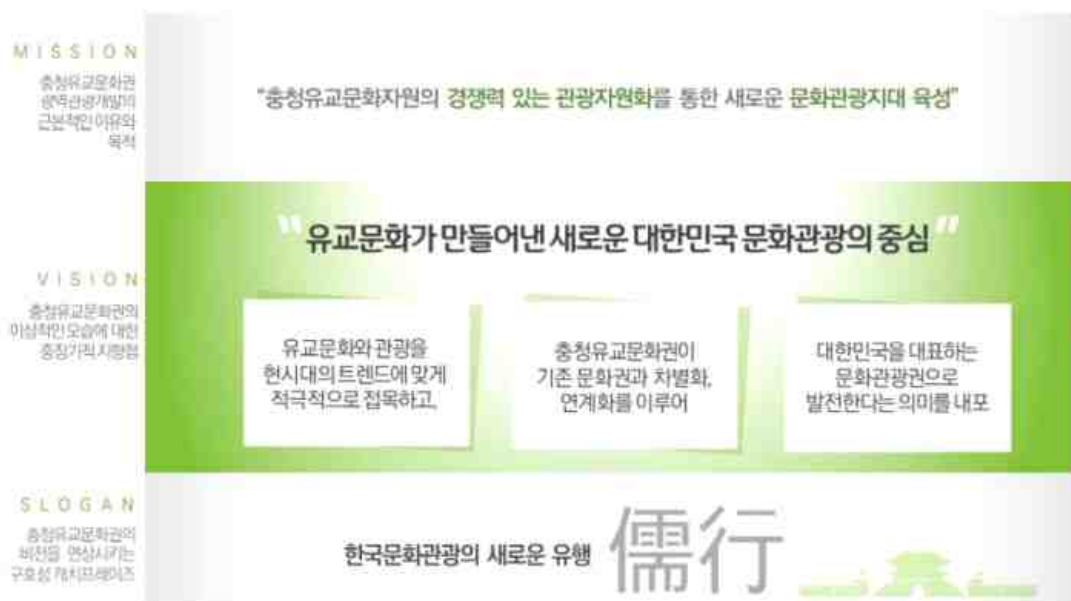 MISSION
충청유교문화권
광역관광개발의
근본적인 이유와
목적
"충청유교문화자원의 경쟁력 있는 관광자원화를 통한 새로운 문화관광지대 육성"
"유교문화가 만들어낸 새로운 대한민국 문화관광의 중심"
VISION
충청유교문화권의
이상적인 모습에 대한
중장기적 지향점
유교문화와 관광을
현시대의 트렌드에 맞게
적극적으로 접목하고,
충청유교문화권이
기존 문화권과 차별화,
연계화를 이루어
대한민국을 대표하는
문화관광권으로
발전한다는 의미를 내포
SLOGAN
충청유교문화권의
비전을 연상시키는
구호성 캐치프레이즈
한국문화관광의 새로운 유행 儒行